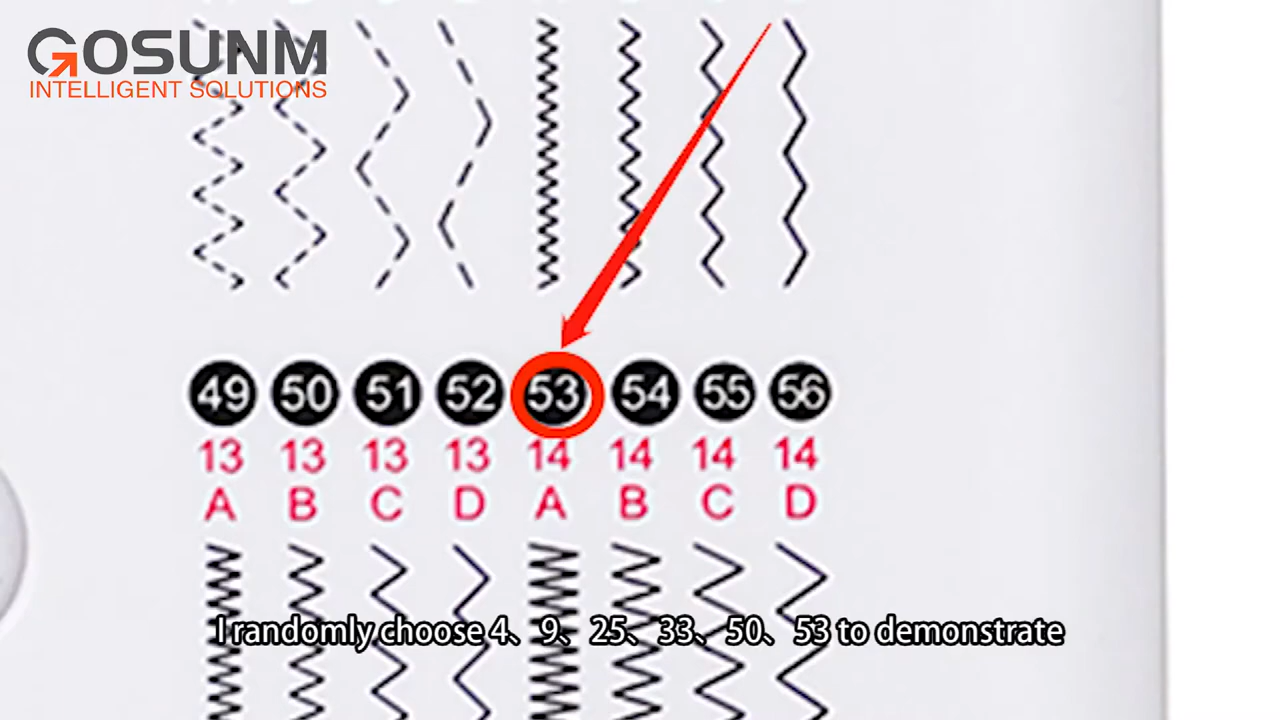 GOSUNM
INTELLIGENT SOLUTIONS
49 50 51 52 53 54 55 56
13 13 13 13 14 14 14 14
A B C D A B C D
I randomly choose 4、9、25、33、50、53 to demonstrate